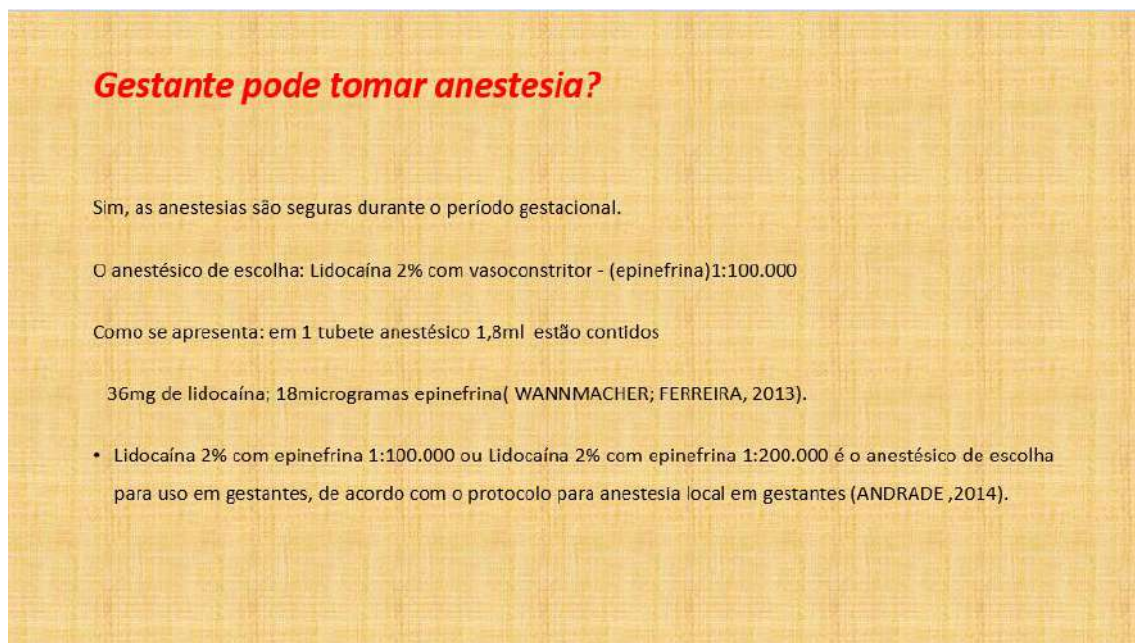 Gestante pode tomar anestesia?
Sim, as anestesias são seguras durante o período gestacional.
O anestésico de escolha: Lidocaína 2% com vasoconstritor - (epinefrina)1:100.000
Como se apresenta: em 1 tubete anestésico 1,8ml estão contidos
36mg de lidocaína; 18microgramas epinefrina( WANNMACHER; FERREIRA, 2013).
• Lidocaína 2% com epinefrina 1:100.000 ou Lidocaína 2% com epinefrina 1:200.000 é o anestésico de escolha
para uso em gestantes, de acordo com o protocolo para anestesia local em gestantes (ANDRADE ,2014).